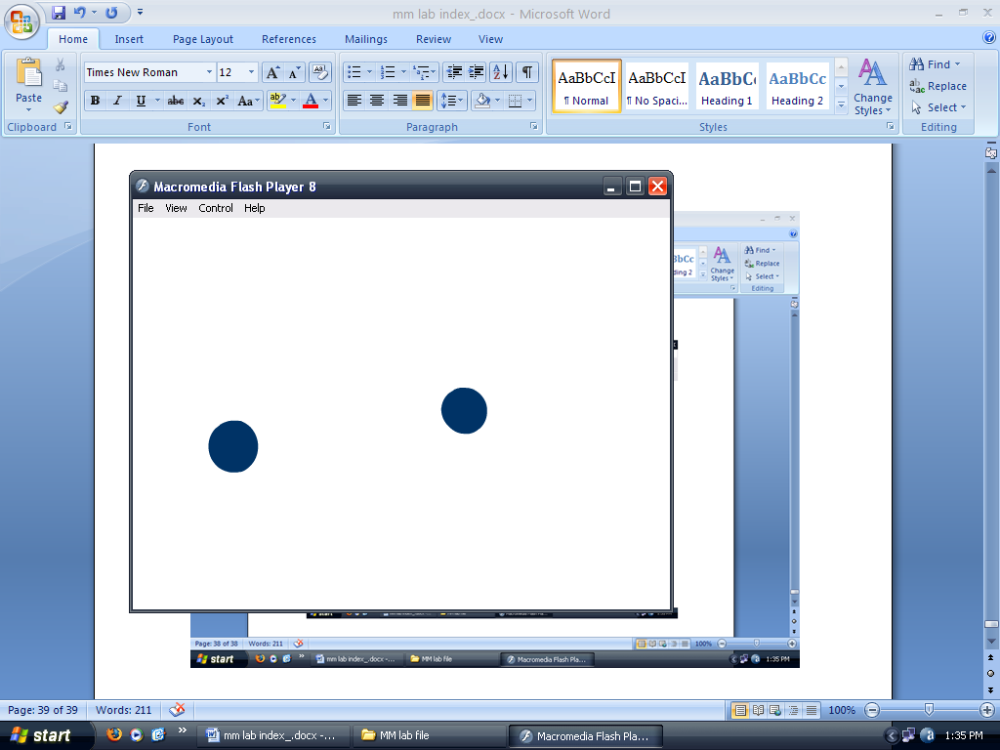 mm lab index_.docx - Microsoft Word
Home Insert Page Layout References Mailings Review View
Paste
Clipboard
Times New Roman 12
B I U abc x₂ x² Aa
Font
Paragraph
AaBbCcI AaBbCcI AaBbC AaBbCc
¶ Normal ¶ No Spaci... Heading 1 Heading 2
Change Styles
Styles
Find
Replace
Select
Editing
Macromedia Flash Player 8
File View Control Help
Change Styles
Find
Replace
Select
Editing
Page: 38 of 38 Words: 211 100%
start mm lab index_.docx -... MM lab file Macromedia Flash Pla... 1:35 PM
Page: 39 of 39 Words: 211 100%
start mm lab index_.docx -... MM lab file Macromedia Flash Pla... 1:35 PM